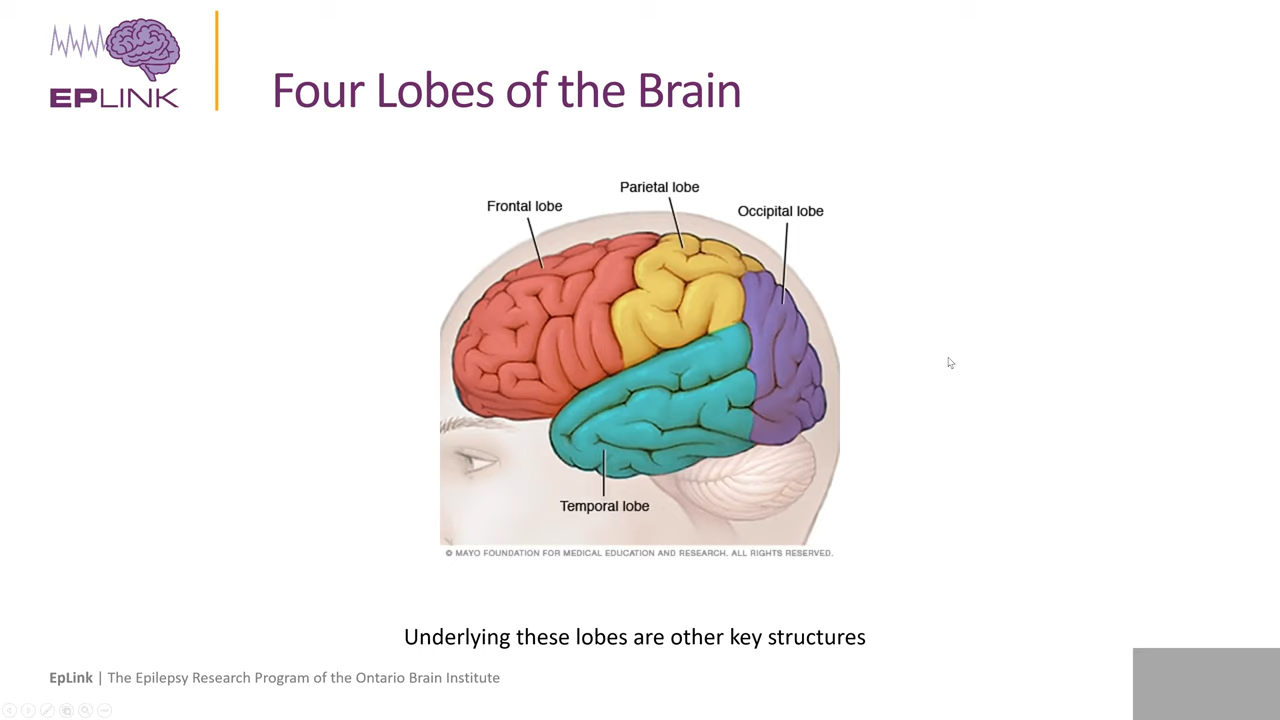 EPLINK
Four Lobes of the Brain
Parietal lobe
Frontal lobe
Occipital lobe
Temporal lobe
© MAYO FOUNDATION FOR MEDICAL EDUCATION AND RESEARCH. ALL RIGHTS RESERVED.
Underlying these lobes are other key structures
EpLink | The Epilepsy Research Program of the Ontario Brain Institute